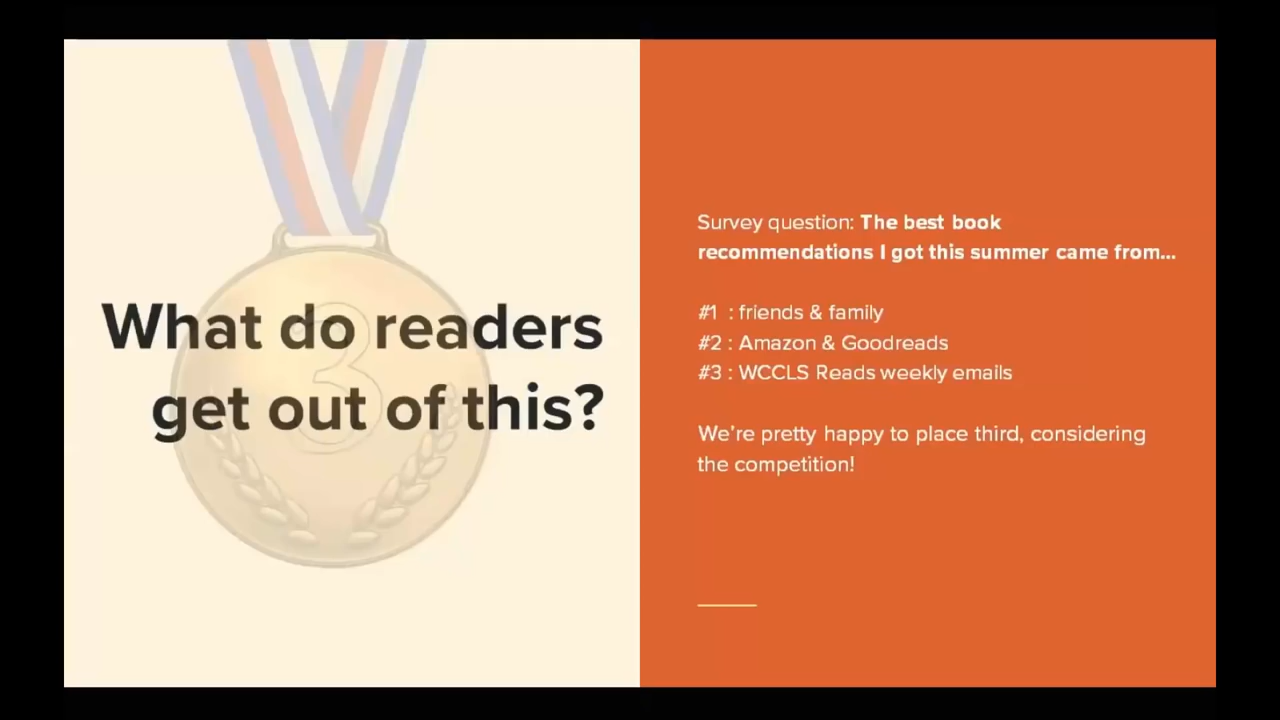 What do readers
get out of this?
3
Survey question: The best book
recommendations I got this summer came from...
#1 : friends & family
#2 : Amazon & Goodreads
#3 : WCCLS Reads weekly emails
We're pretty happy to place third, considering
the competition!